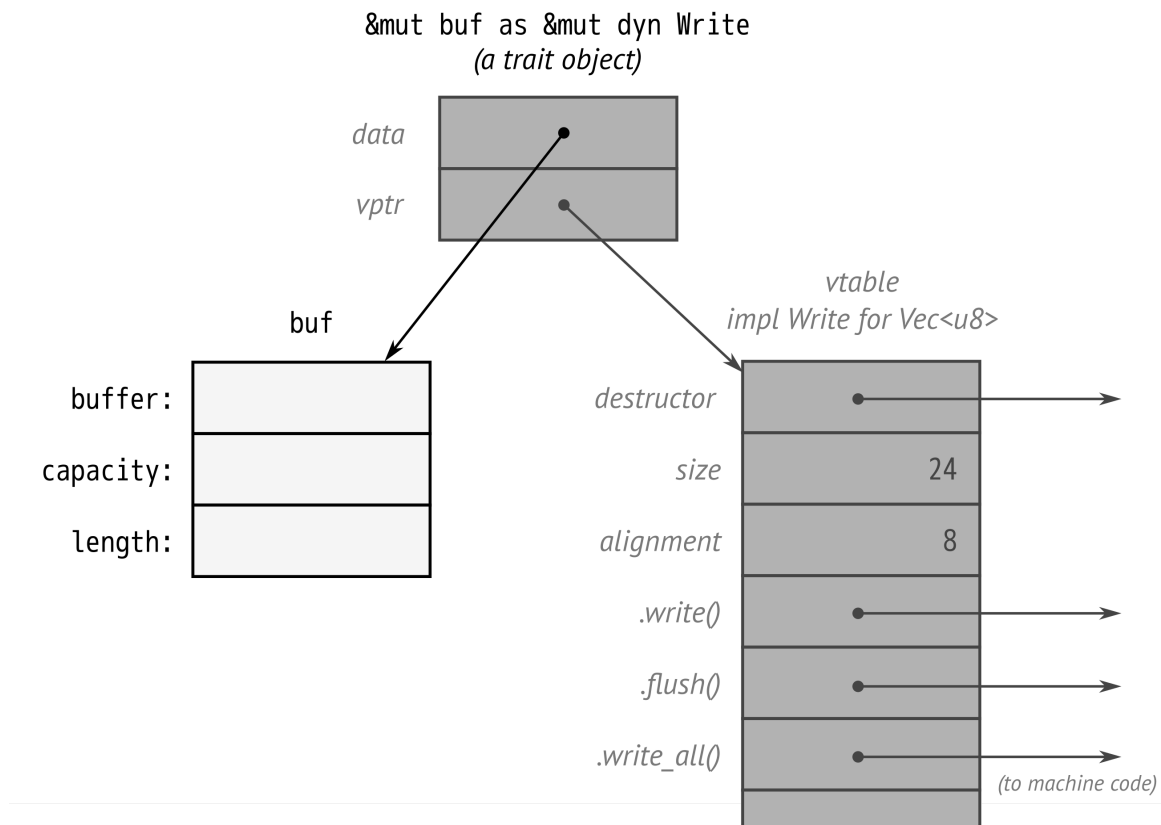 &mut buf as &mut dyn Write
(a trait object)
data
vptr
vtable
impl Write for Vec<u8>
buf
buffer:
capacity:
length:
destructor
size 24
alignment 8
.write()
.flush()
.write_all()
(to machine code)